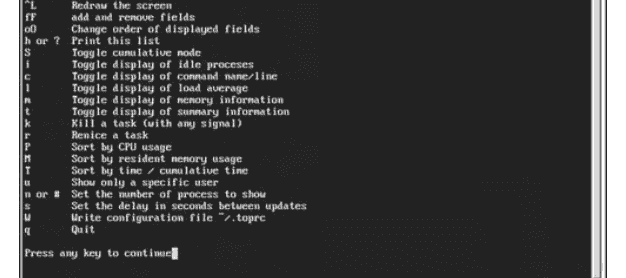 ^L Redraw the screen
fF add and remove fields
oO Change order of displayed fields
h or ? Print this list
S Toggle cumulative mode
i Toggle display of idle proceses
c Toggle display of command name/line
l Toggle display of load average
m Toggle display of memory information
t Toggle display of summary information
k Kill a task (with any signal)
r Renice a task
P Sort by CPU usage
M Sort by resident memory usage
T Sort by time / cumulative time
u Show only a specific user
n or # Set the number of process to show
s Set the delay in seconds between updates
W Write configuration file ~/.toprc
q Quit
Press any key to continue